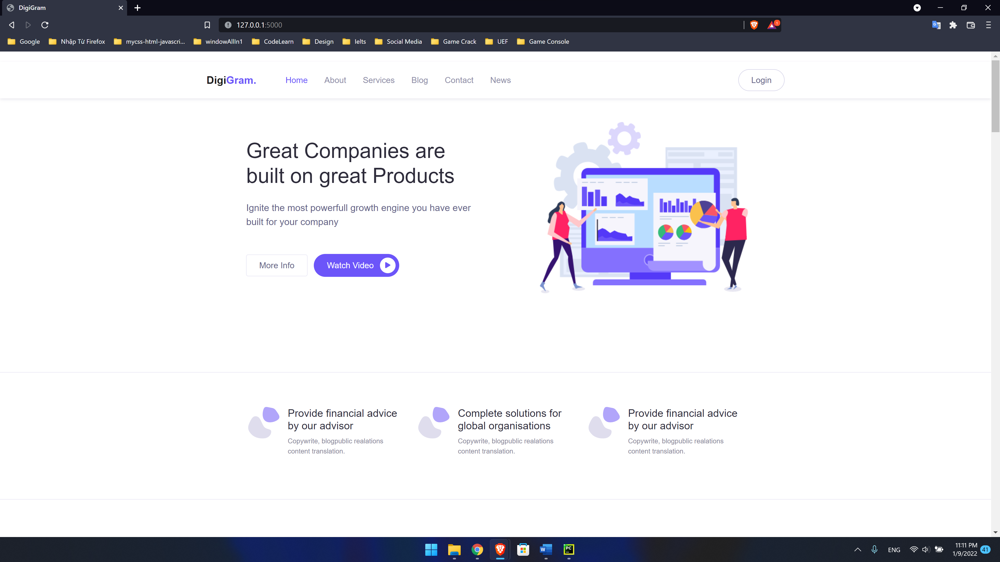 DigiGram
127.0.0.1:5000
1
Google Nhập Từ Firefox mycss-html-javascri... windowAllIn1 CodeLearn Design Ielts Social Media Game Crack UEF Game Console
DigiGram. Home About Services Blog Contact News Login
Great Companies are
built on great Products
Ignite the most powerfull growth engine you have ever
built for your company
More Info Watch Video
Provide financial advice
by our advisor
Copywrite, blogpublic realations
content translation.
Complete solutions for
global organisations
Copywrite, blogpublic realations
content translation.
Provide financial advice
by our advisor
Copywrite, blogpublic realations
content translation.
W PC
ENG
11:11 PM
1/9/2022
41